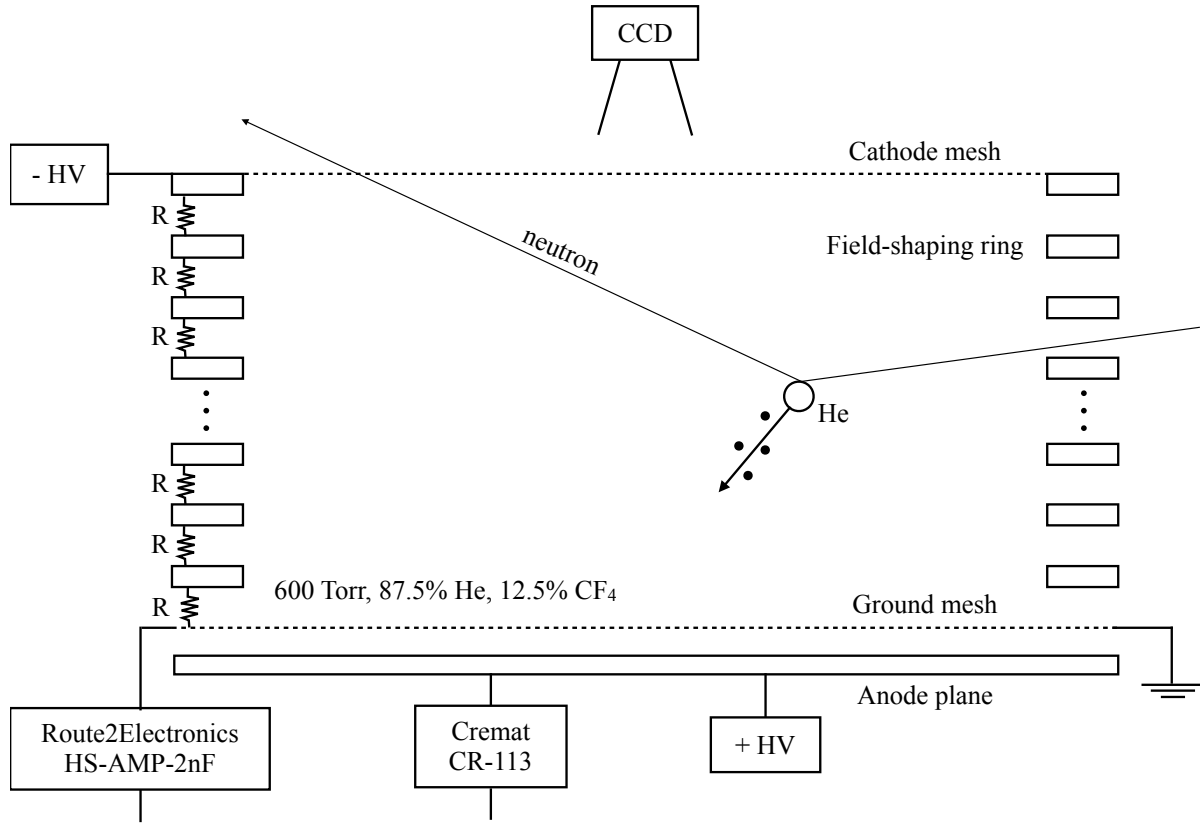 CCD
Cathode mesh
- HV
R
neutron
Field-shaping ring
R
R
He
R
R
600 Torr, 87.5% He, 12.5% CF₄
R
Ground mesh
Anode plane
Route2Electronics
HS-AMP-2nF
Cremat
CR-113
+ HV